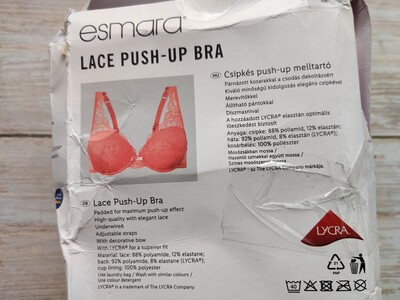 esmara®
LACE PUSH-UP BRA
HU Csipkés push-up melltartó
Párnázott kosarakkal a csodás dekoltázsért
Kiváló minőségű kidolgozás elegáns csipkével
Merevítőkkel
Állítható pántokkal
Díszmasnival
A hozzáadott LYCRA® elasztán optimális
illeszkedést biztosít
Anyaga: csipke: 88% poliamid, 12% elasztán;
háta: 92% poliamid, 8% elasztán (LYCRA®);
kosárbélés: 100% poliészter
Mosózsákban mossa /
Hasonló színekkel együtt mossa /
Színes mosószerrel mossa
LYCRA® az The LYCRA Company márkája.
GB Lace Push-Up Bra
Padded for maximum push-up effect
High-quality with elegant lace
Underwired
Adjustable straps
With decorative bow
With LYCRA® for a superior fit
Material: lace: 88% polyamide, 12% elastane;
back: 92% polyamide, 8% elastane (LYCRA®);
cup lining: 100% polyester
Use laundry bag / Wash with similar colours /
Use colour detergent
LYCRA® is a trademark of The LYCRA Company
LYCRA
PAP